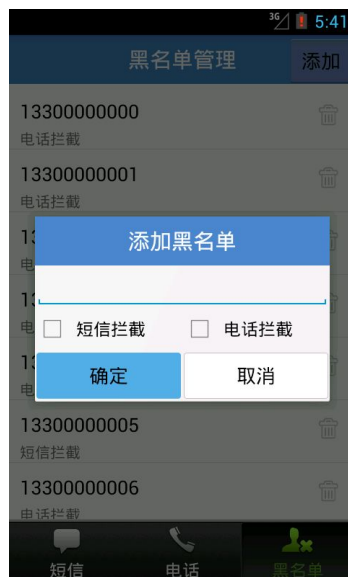 3G 5:41
黑名单管理 添加
13300000000
电话拦截
13300000001
电话拦截
添加黑名单
短信拦截 电话拦截
确定 取消
13300000005
短信拦截
13300000006
电话拦截
短信 电话 黑名单